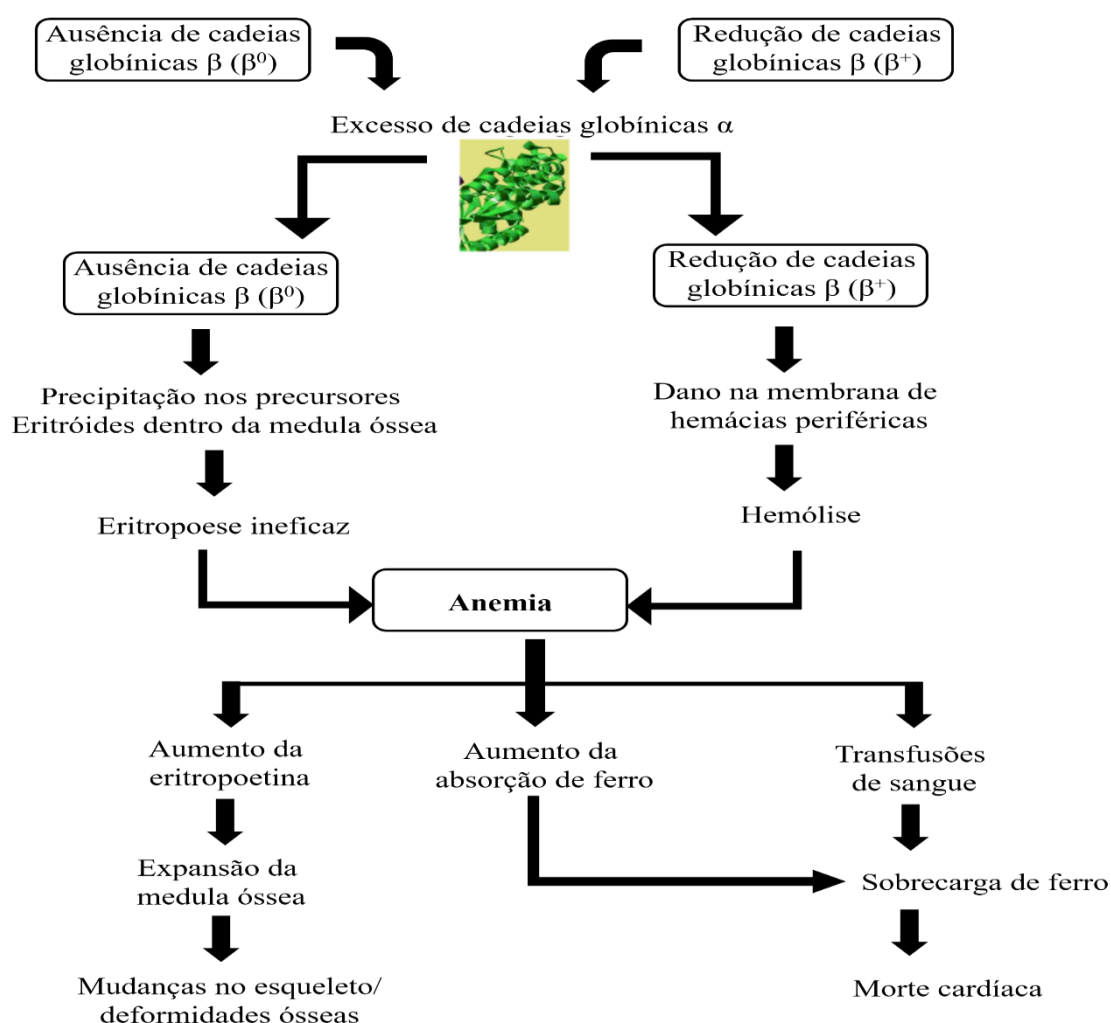 Ausência de cadeias
globínicas β (β⁰)
Redução de cadeias
globínicas β (β⁺)
Excesso de cadeias globínicas α
Ausência de cadeias
globínicas β (β⁰)
Redução de cadeias
globínicas β (β⁺)
Precipitação nos precursores
Eritróides dentro da medula óssea
Dano na membrana de
hemácias periféricas
Eritropoese ineficaz
Hemólise
Anemia
Aumento da
eritropoetina
Aumento da
absorção de ferro
Transfusões
de sangue
Expansão da
medula óssea
Sobrecarga de ferro
Mudanças no esqueleto/
deformidades ósseas
Morte cardíaca